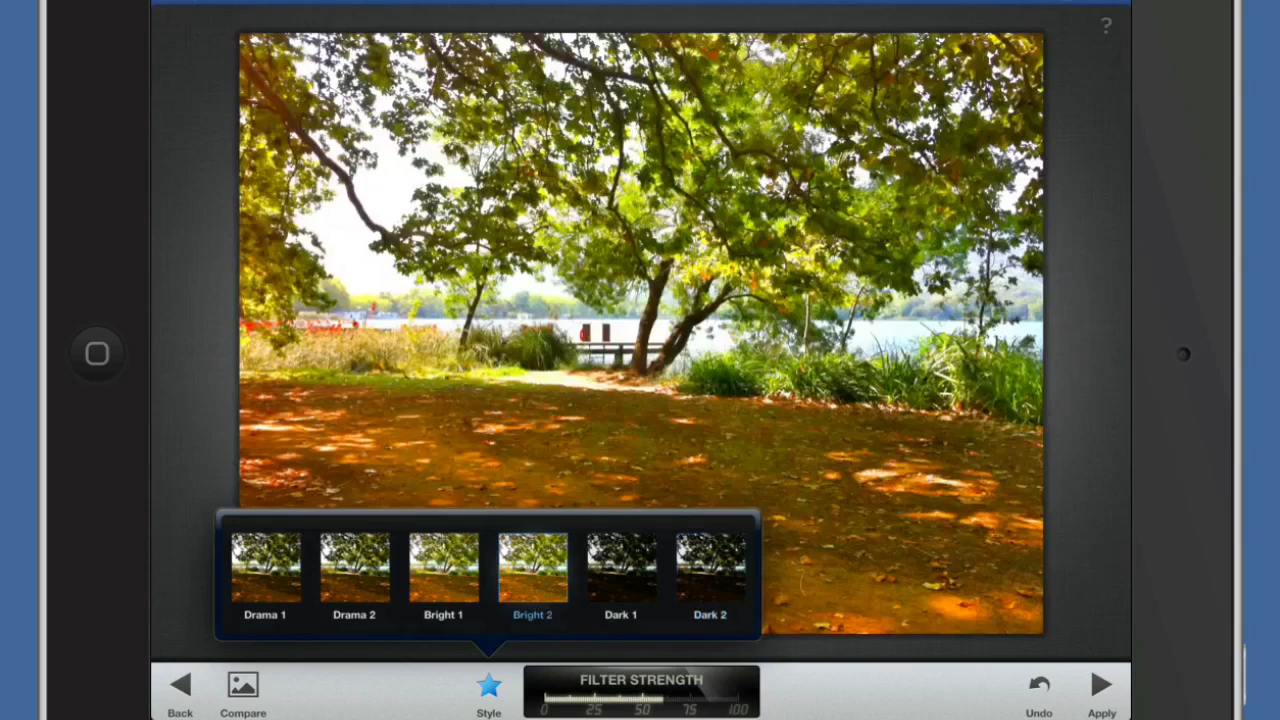 ?
Drama 1 Drama 2 Bright 1 Bright 2 Dark 1 Dark 2
FILTER STRENGTH
0 25 50 75 100
Back Compare Style Undo Apply